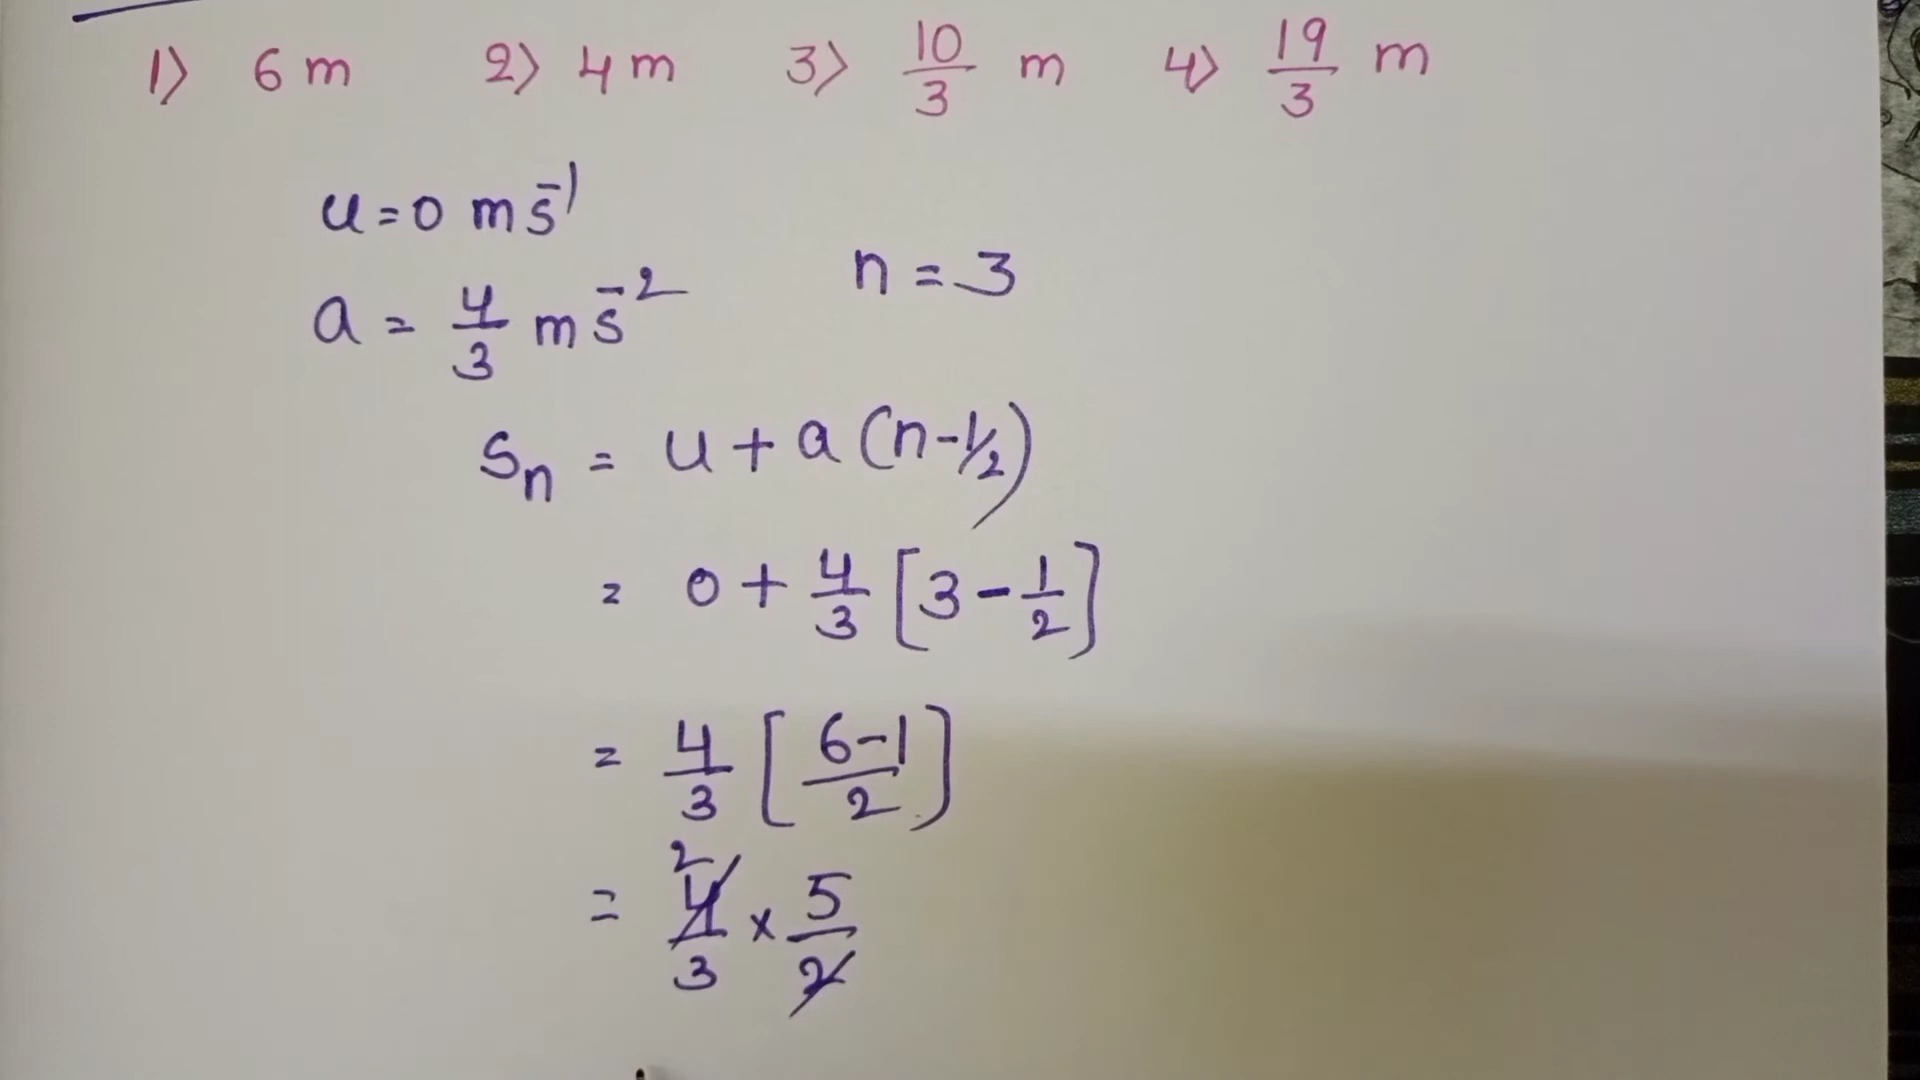 1) 6 m 2) 4 m 3) 10/3 m 4) 19/3 m
u = 0 ms⁻¹
n = 3
a = 4/3 ms⁻²
Sn = u + a (n - 1/2)
= 0 + 4/3 [3 - 1/2]
= 4/3 [6-1/2]
2
= 4/3 × 5/2